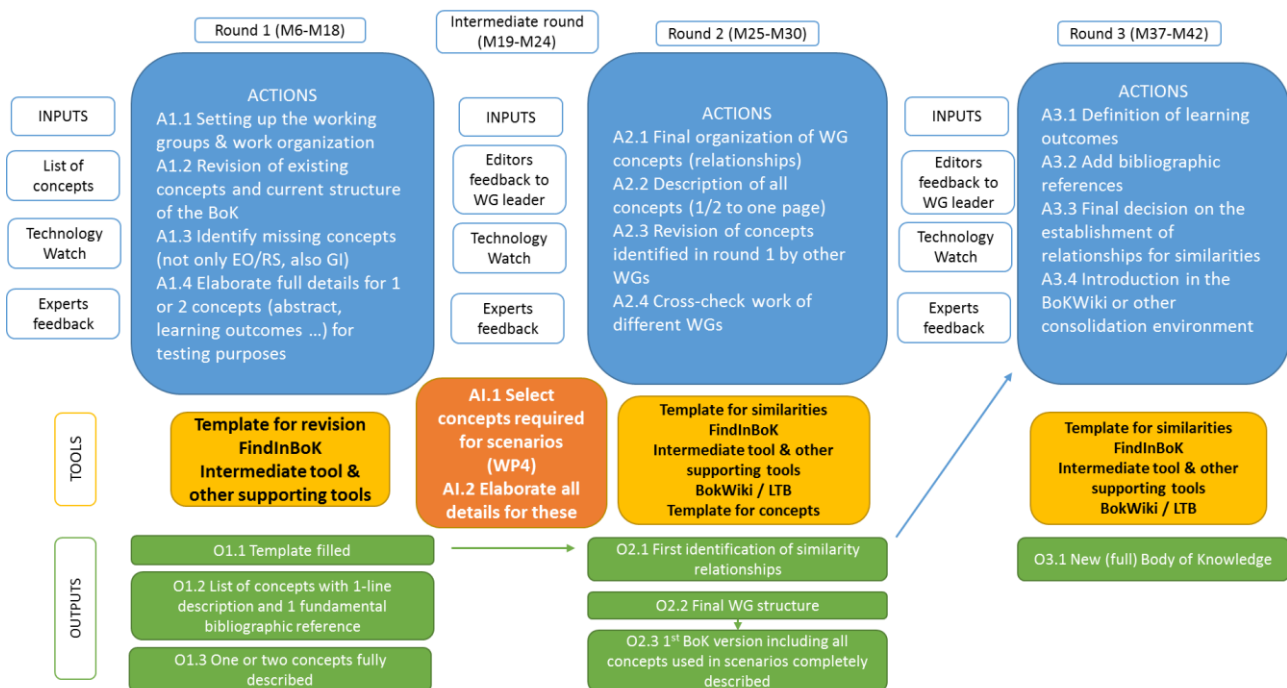 Round 1 (M6-M18)
Intermediate round
(M19-M24)
Round 2 (M25-M30)
Round 3 (M37-M42)
INPUTS
List of
concepts
Technology
Watch
Experts
feedback
ACTIONS
A1.1 Setting up the working
groups & work organization
A1.2 Revision of existing
concepts and current structure
of the BoK
A1.3 Identify missing concepts
(not only EO/RS, also GI)
A1.4 Elaborate full details for 1
or 2 concepts (abstract,
learning outcomes ...) for
testing purposes
INPUTS
Editors
feedback to
WG leader
Technology
Watch
Experts
feedback
ACTIONS
A2.1 Final organization of WG
concepts (relationships)
A2.2 Description of all
concepts (1/2 to one page)
A2.3 Revision of concepts
identified in round 1 by other
WGs
A2.4 Cross-check work of
different WGs
INPUTS
Editors
feedback to
WG leader
Technology
Watch
Experts
feedback
ACTIONS
A3.1 Definition of learning
outcomes
A3.2 Add bibliographic
references
A3.3 Final decision on the
establishment of
relationships for similarities
A3.4 Introduction in the
BoKWiki or other
consolidation environment
TOOLS
Template for revision
FindInBoK
Intermediate tool &
other supporting tools
AI.1 Select
concepts required
for scenarios
(WP4)
AI.2 Elaborate all
details for these
Template for similarities
FindInBoK
Intermediate tool & other
supporting tools
BokWiki / LTB
Template for concepts
Template for similarities
FindInBoK
Intermediate tool & other
supporting tools
BokWiki / LTB
OUTPUTS
O1.1 Template filled
O1.2 List of concepts with 1-line
description and 1 fundamental
bibliographic reference
O1.3 One or two concepts fully
described
O2.1 First identification of similarity
relationships
O2.2 Final WG structure
O2.3 1st BoK version including all
concepts used in scenarios completely
described
O3.1 New (full) Body of Knowledge